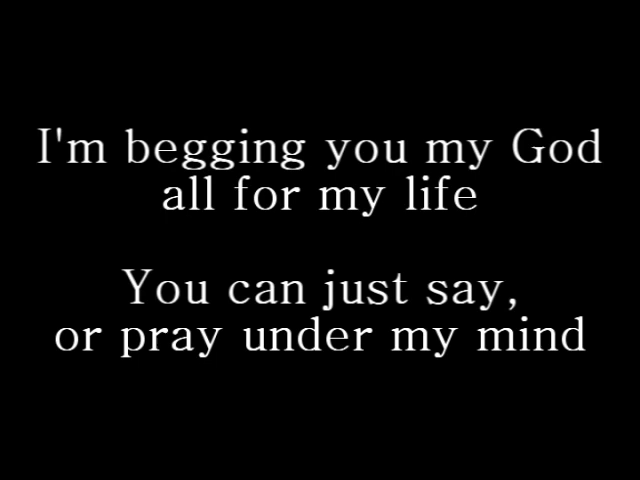 I'm begging you my God
all for my life
You can just say,
or pray under my mind